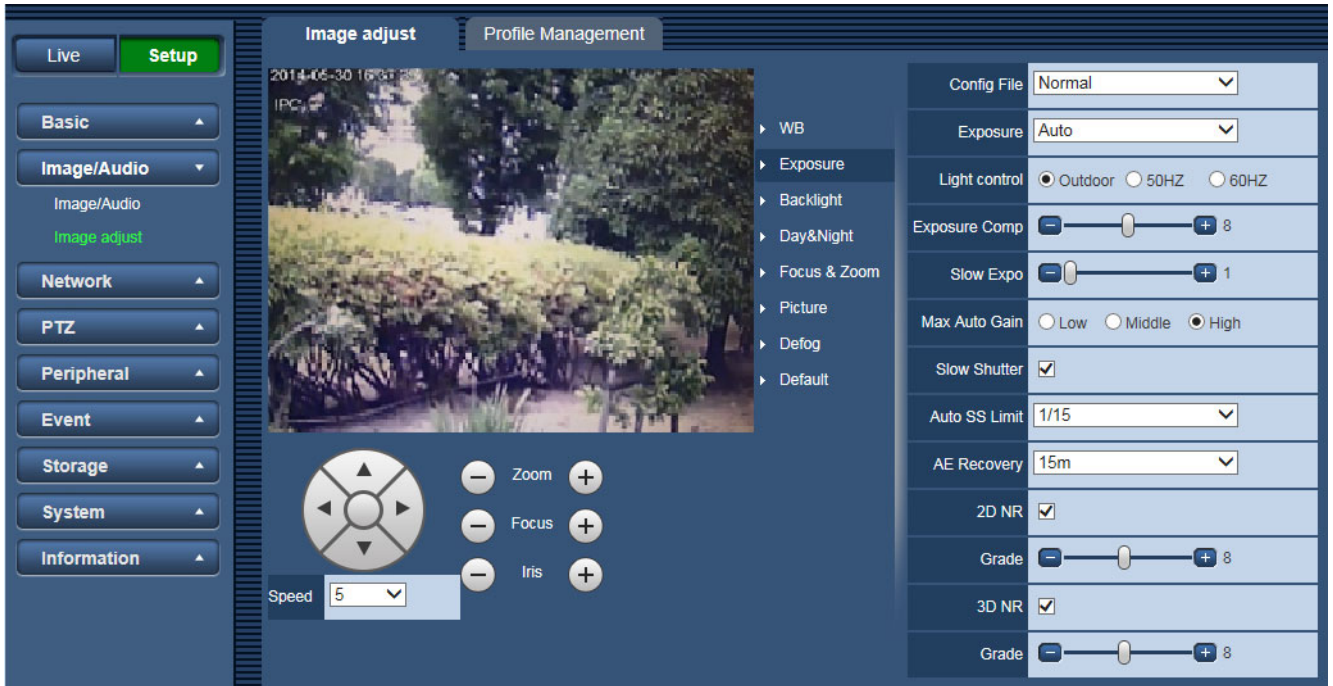 Live Setup
Basic
Image/Audio
Image/Audio
Image adjust
Network
PTZ
Peripheral
Event
Storage
System
Information
Image adjust Profile Management
2014-05-30 16:
IPC
Zoom
Focus
Iris
Speed 5
WB
Exposure
Backlight
Day&Night
Focus & Zoom
Picture
Defog
Default
Config File Normal
Exposure Auto
Light control Outdoor 50HZ 60HZ
Exposure Comp 8
Slow Expo 1
Max Auto Gain Low Middle High
Slow Shutter
Auto SS Limit 1/15
AE Recovery 15m
2D NR
Grade 8
3D NR
Grade 8